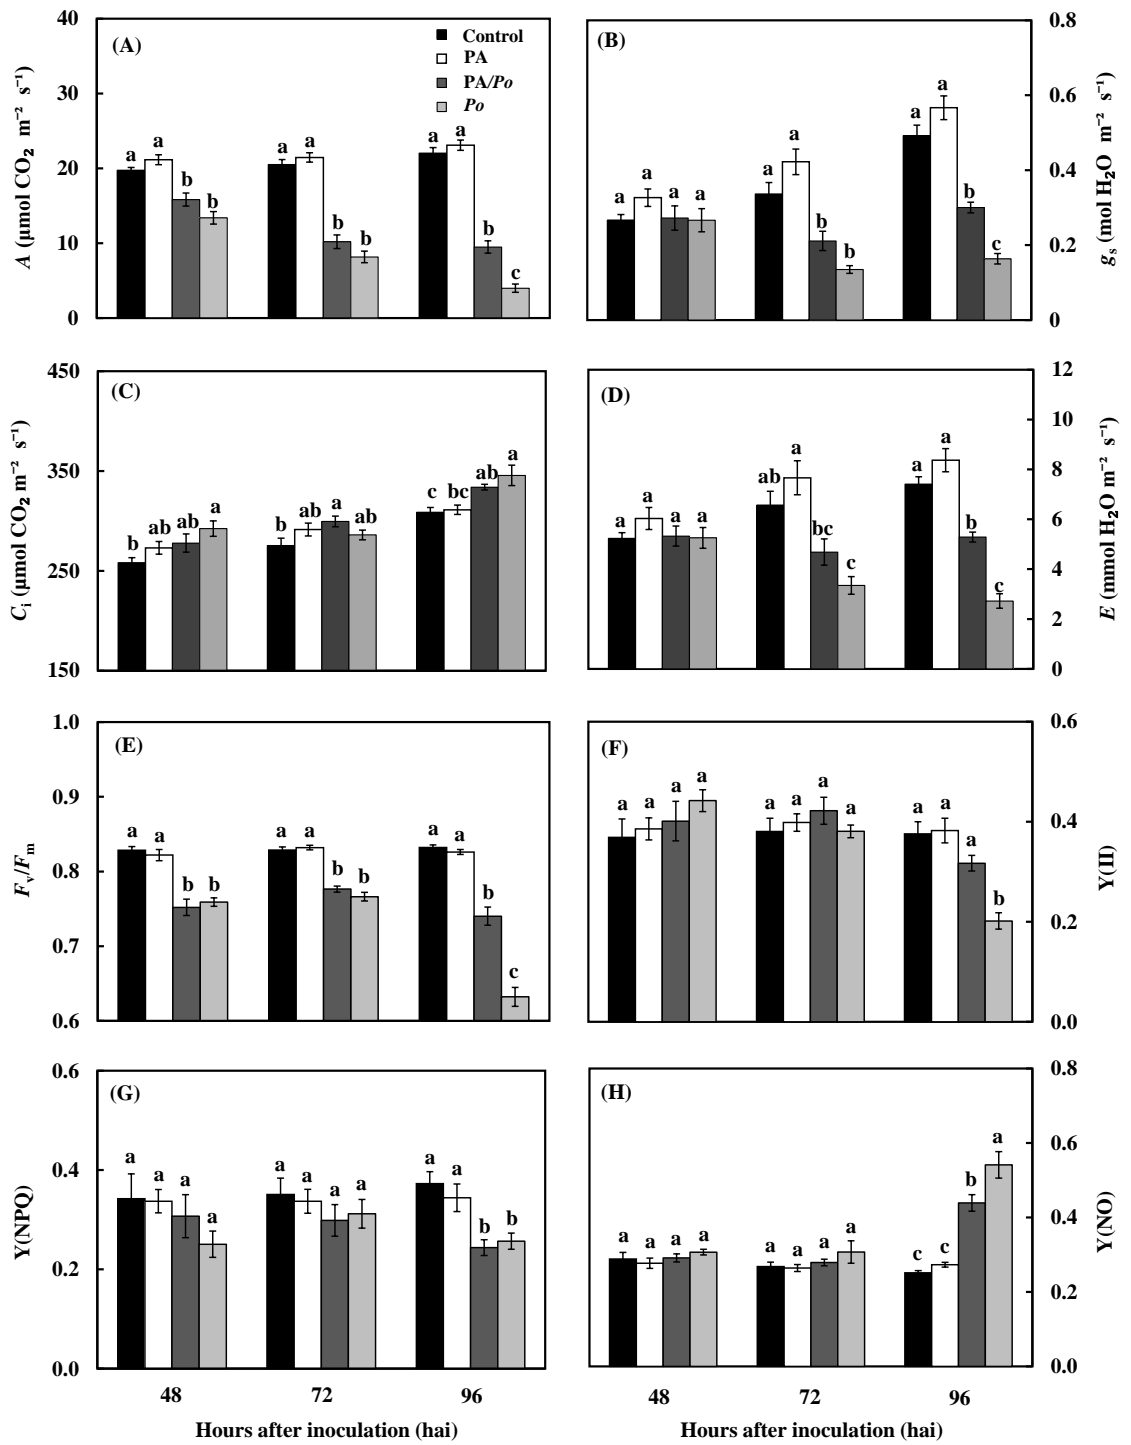 (A)
Control
PA
PA/Po
Po
A (μmol CO₂ m⁻² s⁻¹)
40
30
20
10
0
a a b b
a a b b
a a b c
(B)
gs (mol H₂O m⁻² s⁻¹)
0.8
0.6
0.4
0.2
0
a a a a
a a b b
a a b c
(C)
Ci (μmol CO₂ m⁻² s⁻¹)
450
350
250
150
b ab ab a
b ab a ab
c bc ab a
(D)
E (mmol H₂O m⁻² s⁻¹)
12
10
8
6
4
2
0
a a a a
ab a bc c
a a b c
(E)
Fv/Fm
1.0
0.9
0.8
0.7
0.6
a a b b
a a b b
a a b c
(F)
Y(II)
0.6
0.4
0.2
0.0
a a a a
a a a a
a a a b
(G)
Y(NPQ)
0.6
0.4
0.2
0.0
a a a a
a a a a
a a b b
48 72 96
Hours after inoculation (hai)
(H)
Y(NO)
0.8
0.6
0.4
0.2
0.0
a a a a
a a a a
c c b a
48 72 96
Hours after inoculation (hai)